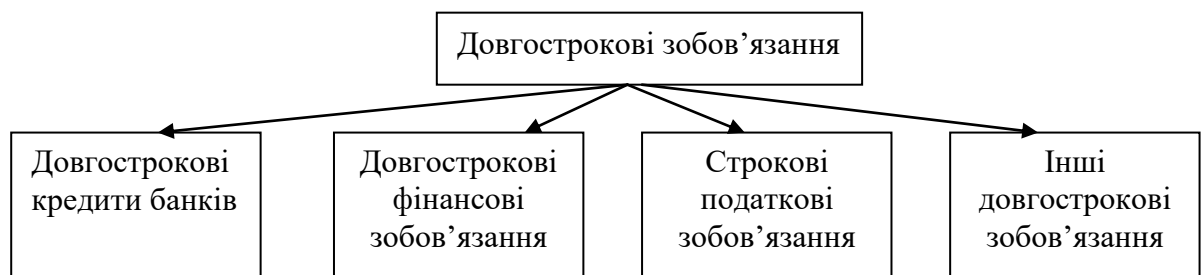 Довгострокові зобов’язання
Довгострокові
кредити банків
Довгострокові
фінансові
зобов’язання
Строкові
податкові
зобов’язання
Інші
довгострокові
зобов’язання